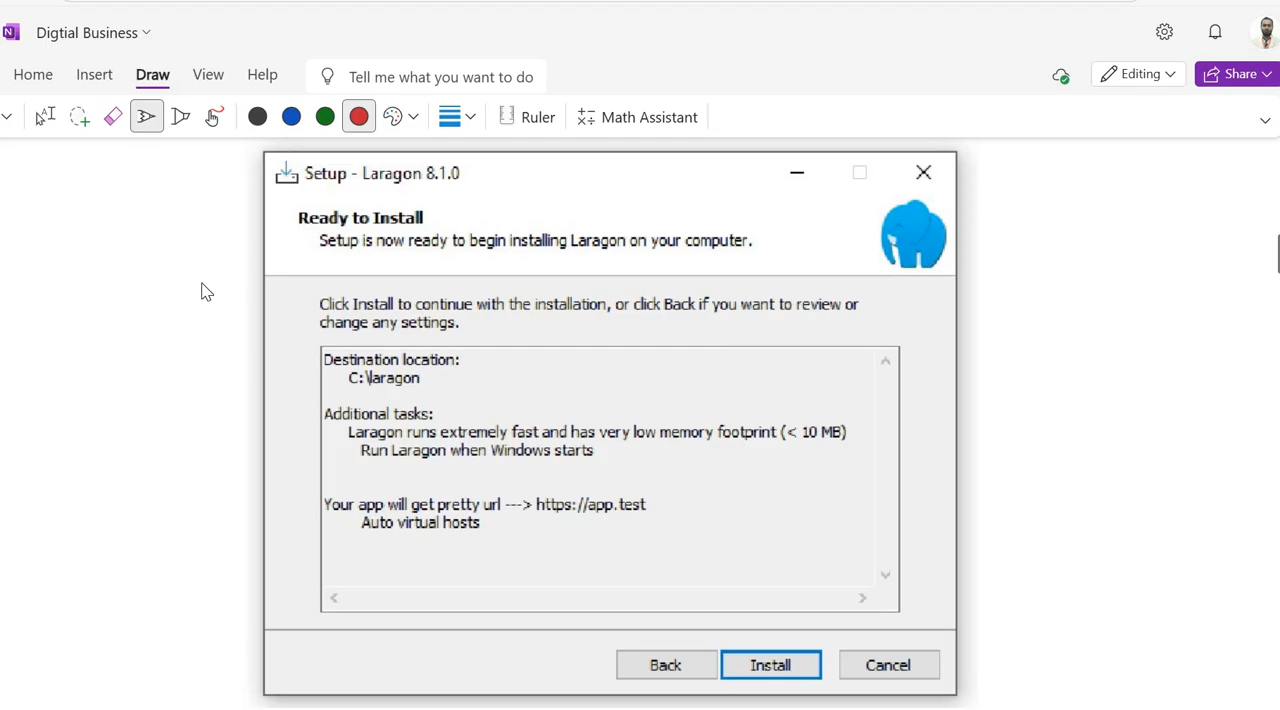 Digtial Business
Home Insert Draw View Help Tell me what you want to do Editing Share
Ruler Math Assistant
Setup - Laragon 8.1.0
Ready to Install
Setup is now ready to begin installing Laragon on your computer.
Click Install to continue with the installation, or click Back if you want to review or
change any settings.
Destination location:
C:\laragon
Additional tasks:
Laragon runs extremely fast and has very low memory footprint (< 10 MB)
Run Laragon when Windows starts
Your app will get pretty url ---> https://app.test
Auto virtual hosts
Back Install Cancel